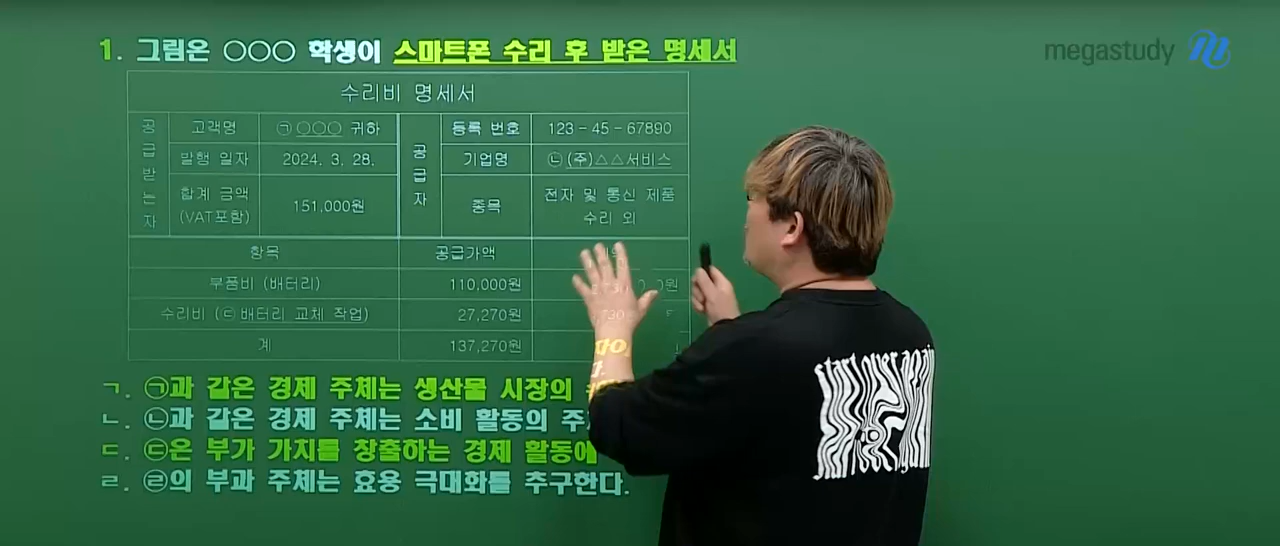 1. 그림은 ○○○ 학생이 스마트폰 수리 후 받은 명세서
megastudy
수리비 명세서
공급받는자
고객명 ㉠○○○ 귀하
공급자
등록 번호 123-45-67890
발행 일자 2024. 3. 28.
기업명 ㉡(주)△△서비스
합계 금액 (VAT포함) 151,000원
종목 전자 및 통신 제품 수리 외
항목 공급가액
부품비 (배터리) 110,000원
수리비 (㉢배터리 교체 작업) 27,270원
계 137,270원
ㄱ. ㉠과 같은 경제 주체는 생산물 시장의
ㄴ. ㉡과 같은 경제 주체는 소비 활동의
ㄷ. ㉢은 부가 가치를 창출하는 경제 활동에
ㄹ. ㉣의 부과 주체는 효용 극대화를 추구한다.
start over again